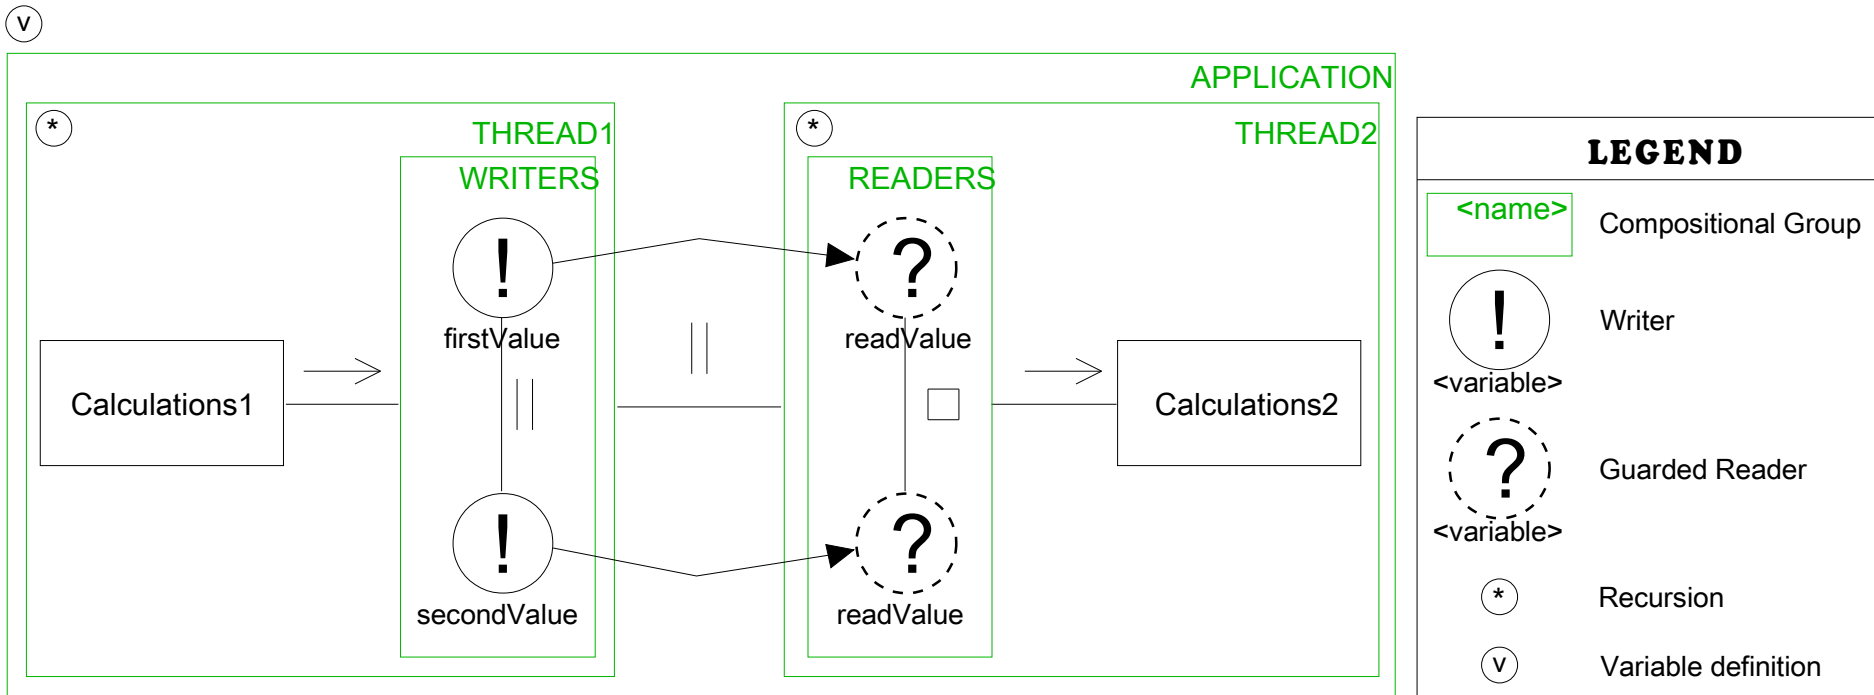 v
APPLICATION
*
THREAD1
*
THREAD2
WRITERS
READERS
!
?
firstValue
readValue
||
Calculations1
||
Calculations2
!
?
secondValue
readValue
LEGEND
<name>
Compositional Group
!
Writer
<variable>
?
Guarded Reader
<variable>
*
Recursion
v
Variable definition